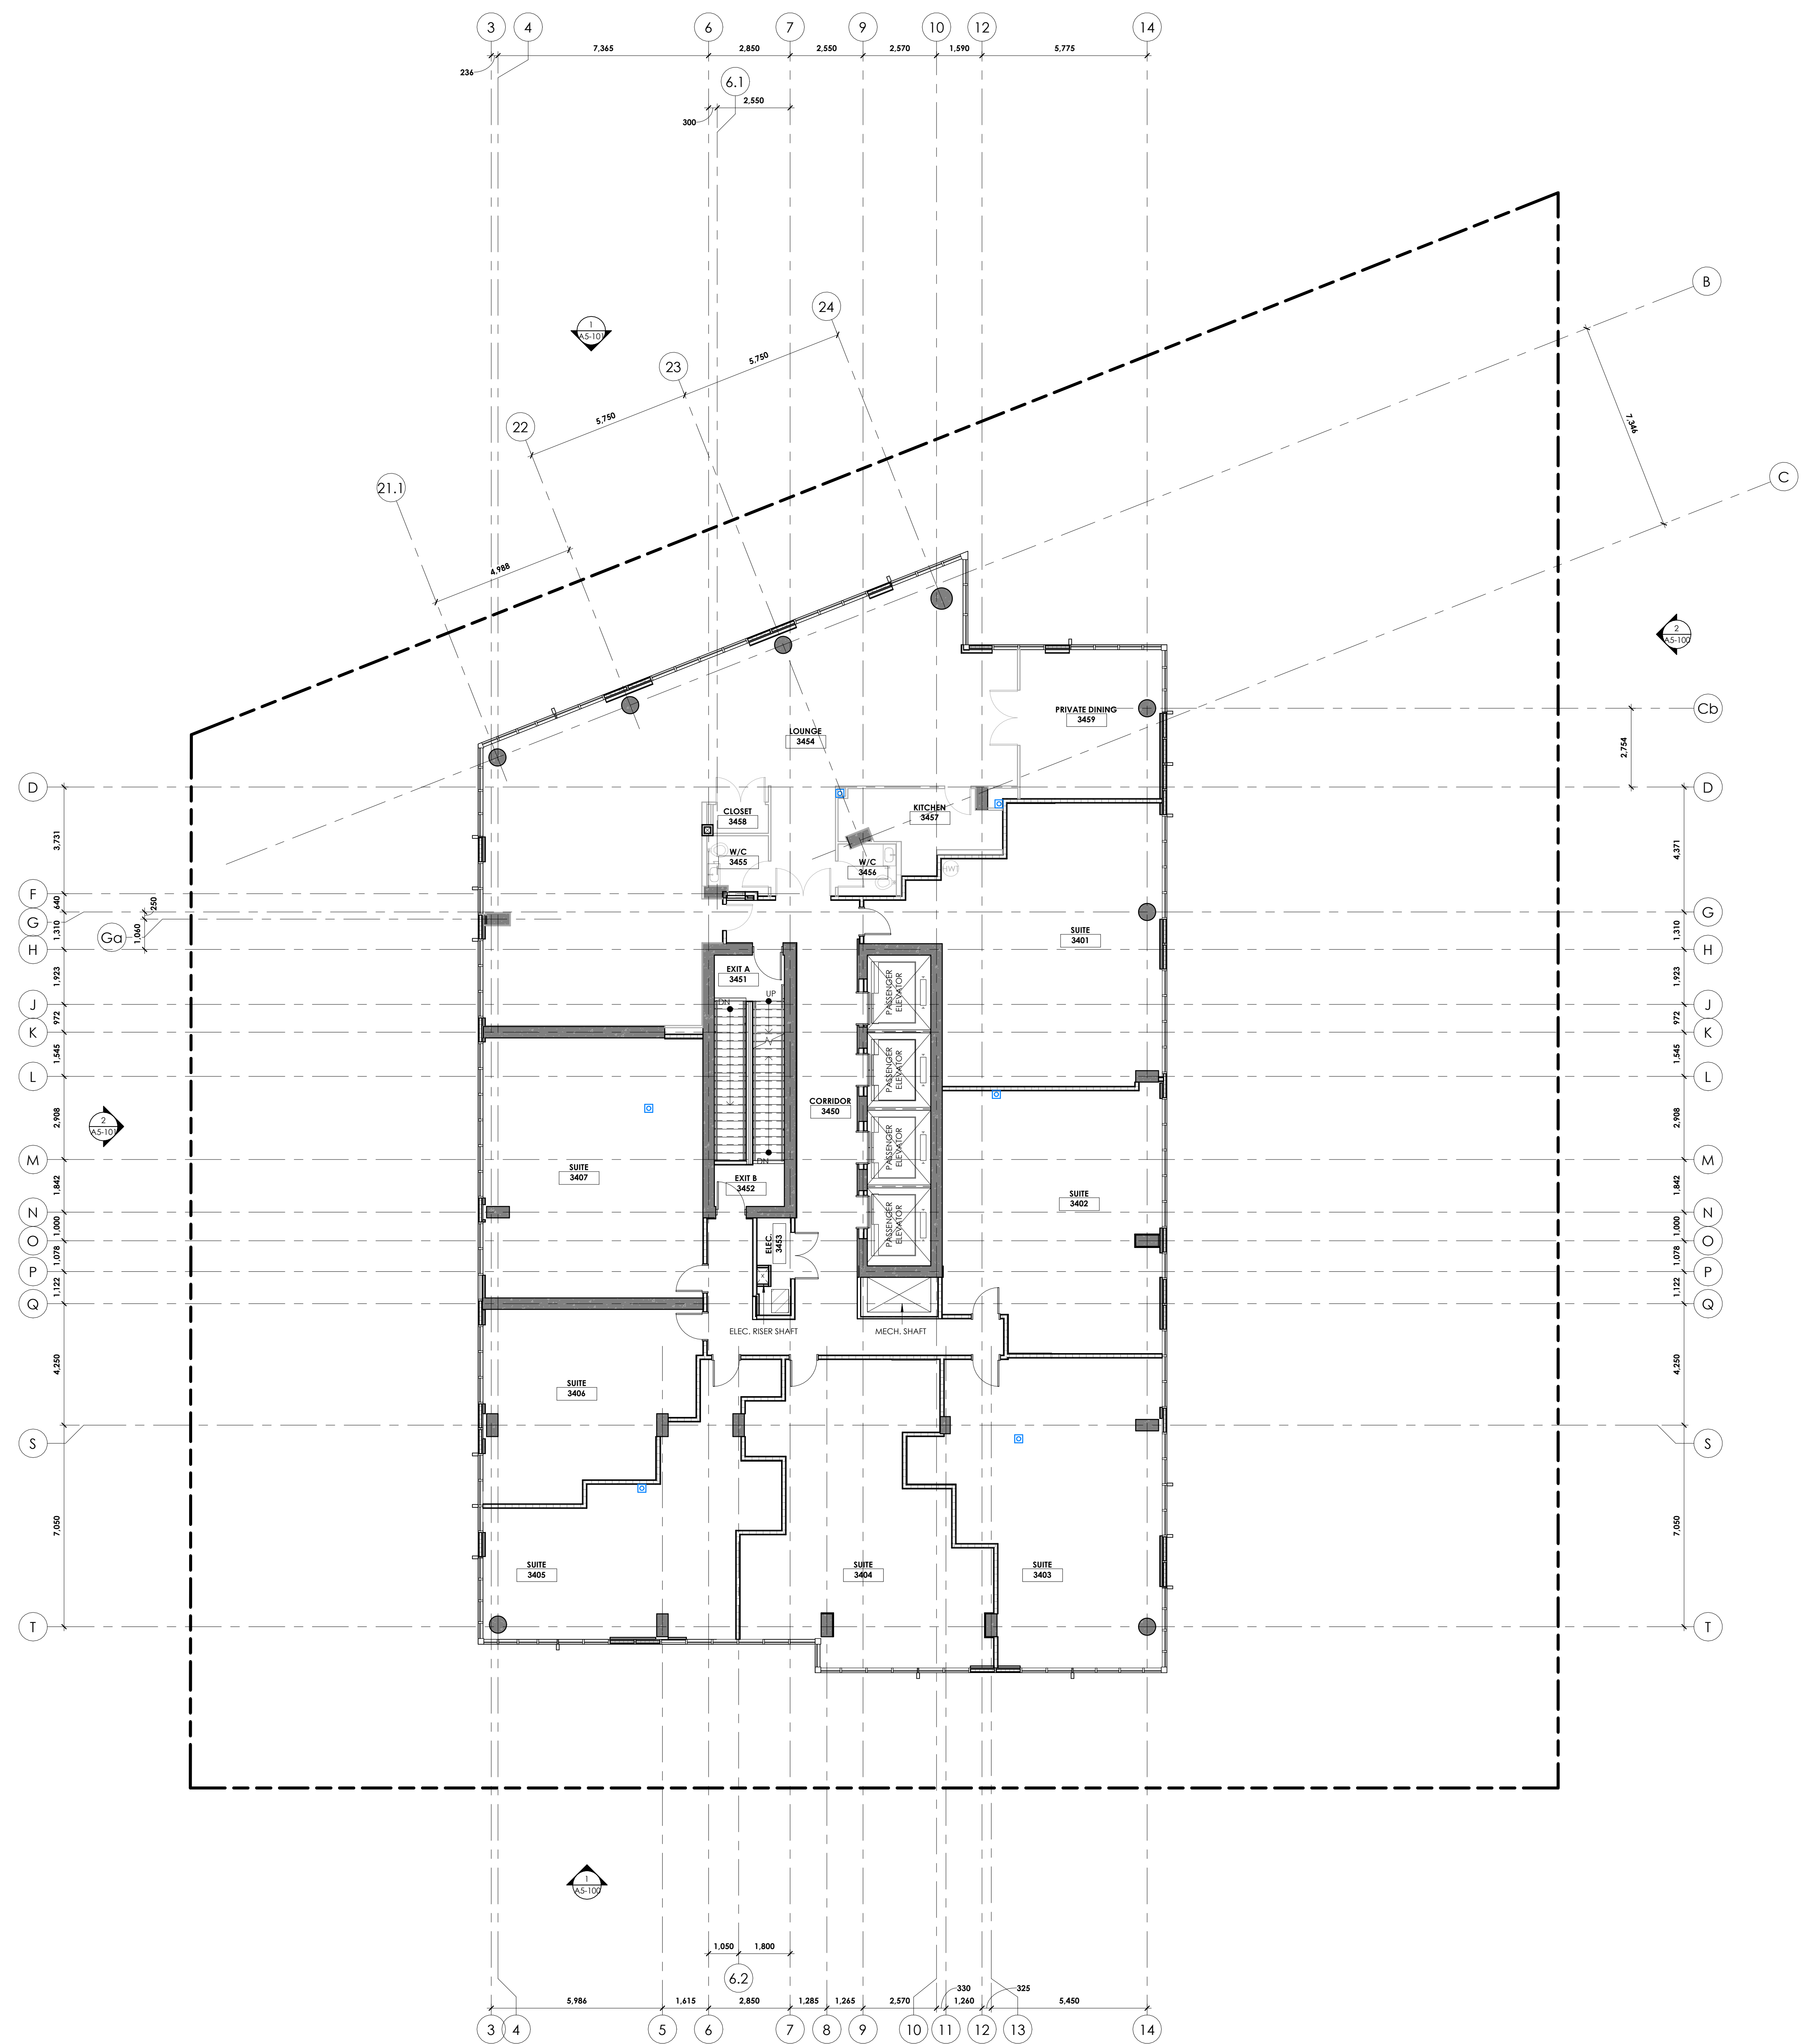 3
4
6
7
9
10
12
14
7,365
2,850
2,550
2,570
1,590
5,775
236
6.1
2,550
300
B
24
1
A5-101
5,750
23
5,750
22
7,346
C
21.1
4,988
2
A5-100
PRIVATE DINING
3459
Cb
LOUNGE
3454
2,754
D
D
CLOSET
3458
KITCHEN
3457
3,731
4,371
W/C
3455
W/C
3456
HWT
F
640
250
G
G
1,310
1,060
Ga
SUITE
3401
1,310
H
H
EXIT A
3451
PASSENGER
ELEVATOR
1,923
1,923
DN
UP
J
J
972
972
K
K
1,545
1,545
PASSENGER
ELEVATOR
L
L
CORRIDOR
3450
2,908
2,908
2
A5-101
PASSENGER
ELEVATOR
M
M
DN
SUITE
3407
EXIT B
3452
1,842
1,842
SUITE
3402
N
N
PASSENGER
ELEVATOR
1,000
1,000
ELEC.
3453
O
O
1,078
1,078
P
P
X
1,122
1,122
Q
Q
ELEC. RISER SHAFT
MECH. SHAFT
4,250
4,250
SUITE
3406
S
S
7,050
7,050
SUITE
3405
SUITE
3404
SUITE
3403
T
T
1
A5-100
1,050
1,800
6.2
330
325
5,986
1,615
2,850
1,285
1,265
2,570
1,260
5,450
3
4
5
6
7
8
9
10
11
12
13
14